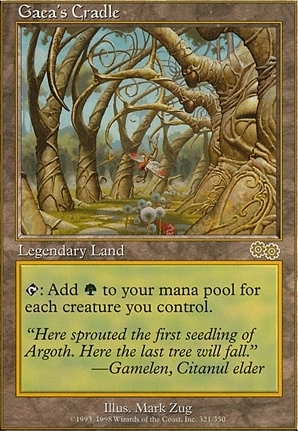 Gaea's Cradle
Legendary Land
: Add to your mana pool for
each creature you control.
"Here sprouted the first seedling of
Argoth. Here the last tree will fall."
—Gamelen, Citanul elder
Illus. Mark Zug
© 1993-1998 Wizards of the Coast, Inc. 321/350